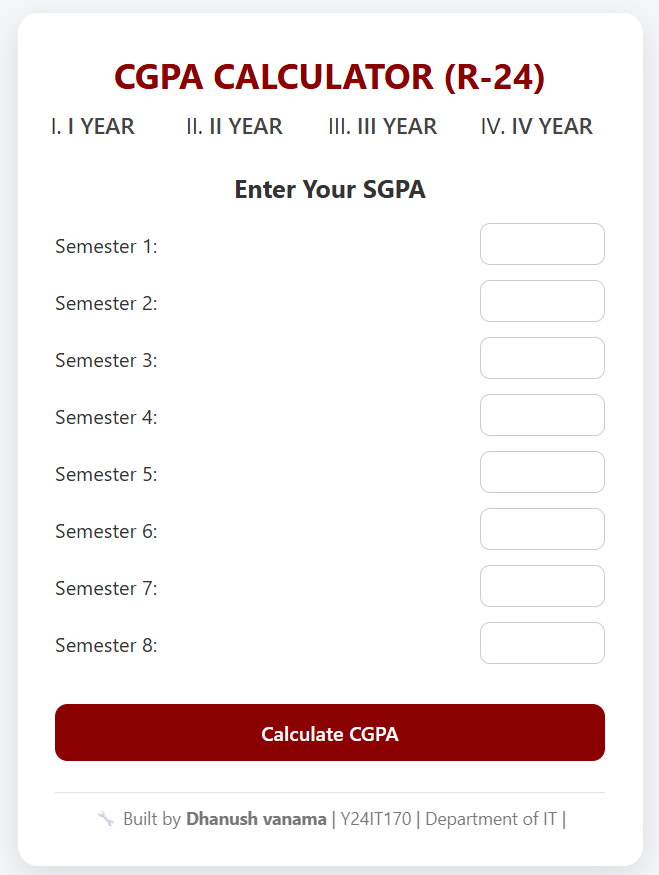 CGPA CALCULATOR (R-24)
I. I YEAR II. II YEAR III. III YEAR IV. IV YEAR
Enter Your SGPA
Semester 1:
Semester 2:
Semester 3:
Semester 4:
Semester 5:
Semester 6:
Semester 7:
Semester 8:
Calculate CGPA
🔧 Built by Dhanush vanama | Y24IT170 | Department of IT |